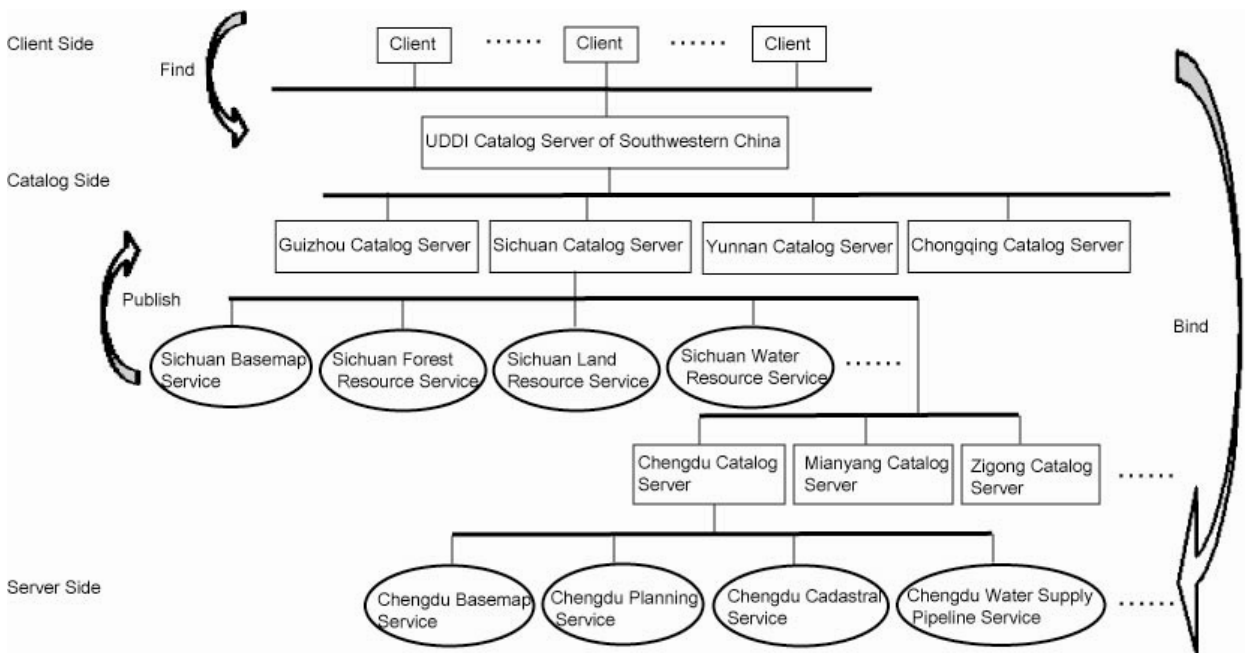 Client Side
Client
......
Client
......
Client
Find
UDDI Catalog Server of Southwestern China
Catalog Side
Guizhou Catalog Server
Sichuan Catalog Server
Yunnan Catalog Server
Chongqing Catalog Server
Publish
Bind
Sichuan Basemap
Service
Sichuan Forest
Resource Service
Sichuan Land
Resource Service
Sichuan Water
Resource Service
......
Chengdu Catalog
Server
Mianyang Catalog
Server
Zigong Catalog
Server
......
Server Side
Chengdu Basemap
Service
Chengdu Planning
Service
Chengdu Cadastral
Service
Chengdu Water Supply
Pipeline Service
......